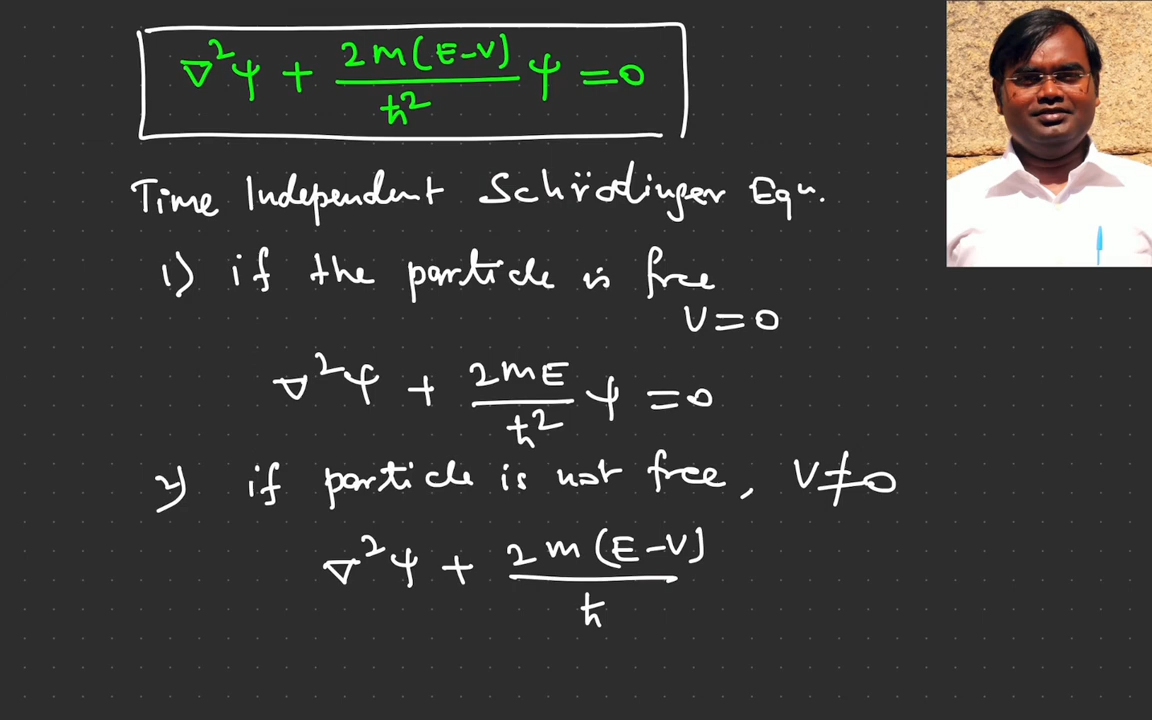 ∇²ψ + 2m(E-V)/ħ² ψ = 0
Time Independent Schrödinger Equn.
1) if the particle is free
V = 0
∇²ψ + 2mE/ħ² ψ = 0
2) if particle is not free, V ≠ 0
∇²ψ + 2m(E-V)/ħ